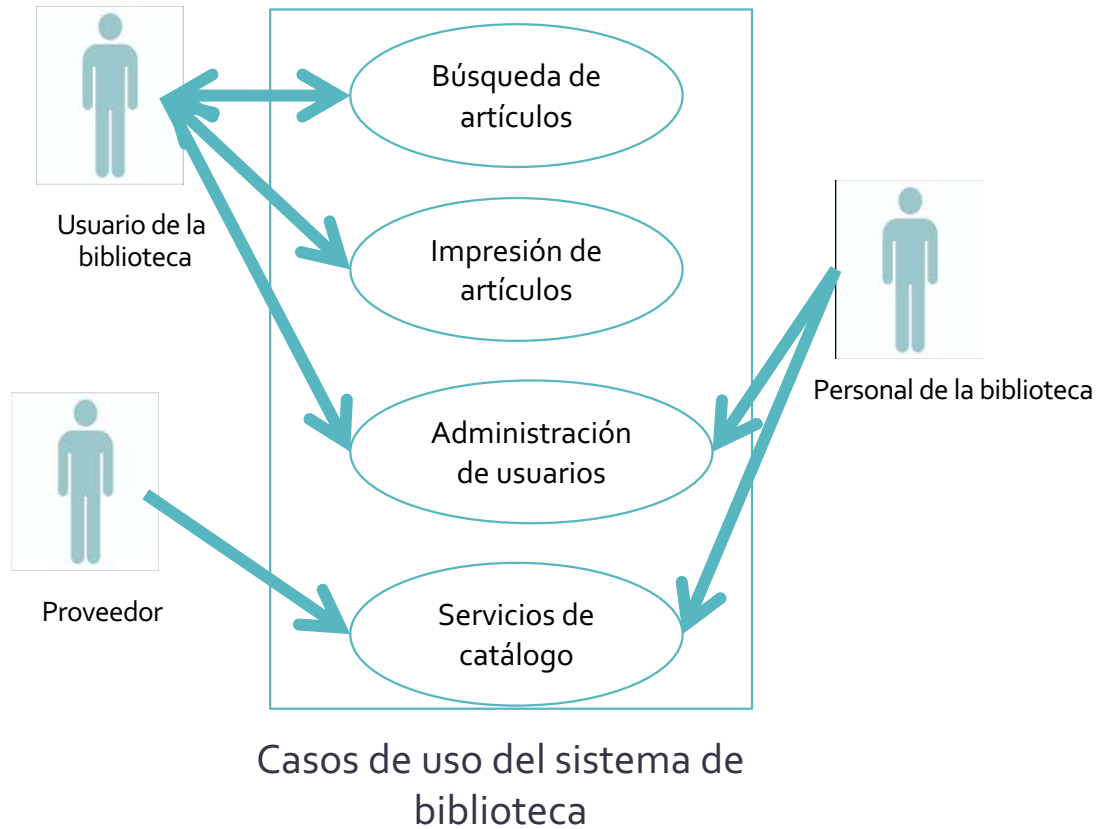 Búsqueda de
artículos
Usuario de la
biblioteca
Impresión de
artículos
Personal de la biblioteca
Administración
de usuarios
Proveedor
Servicios de
catálogo
Casos de uso del sistema de
biblioteca